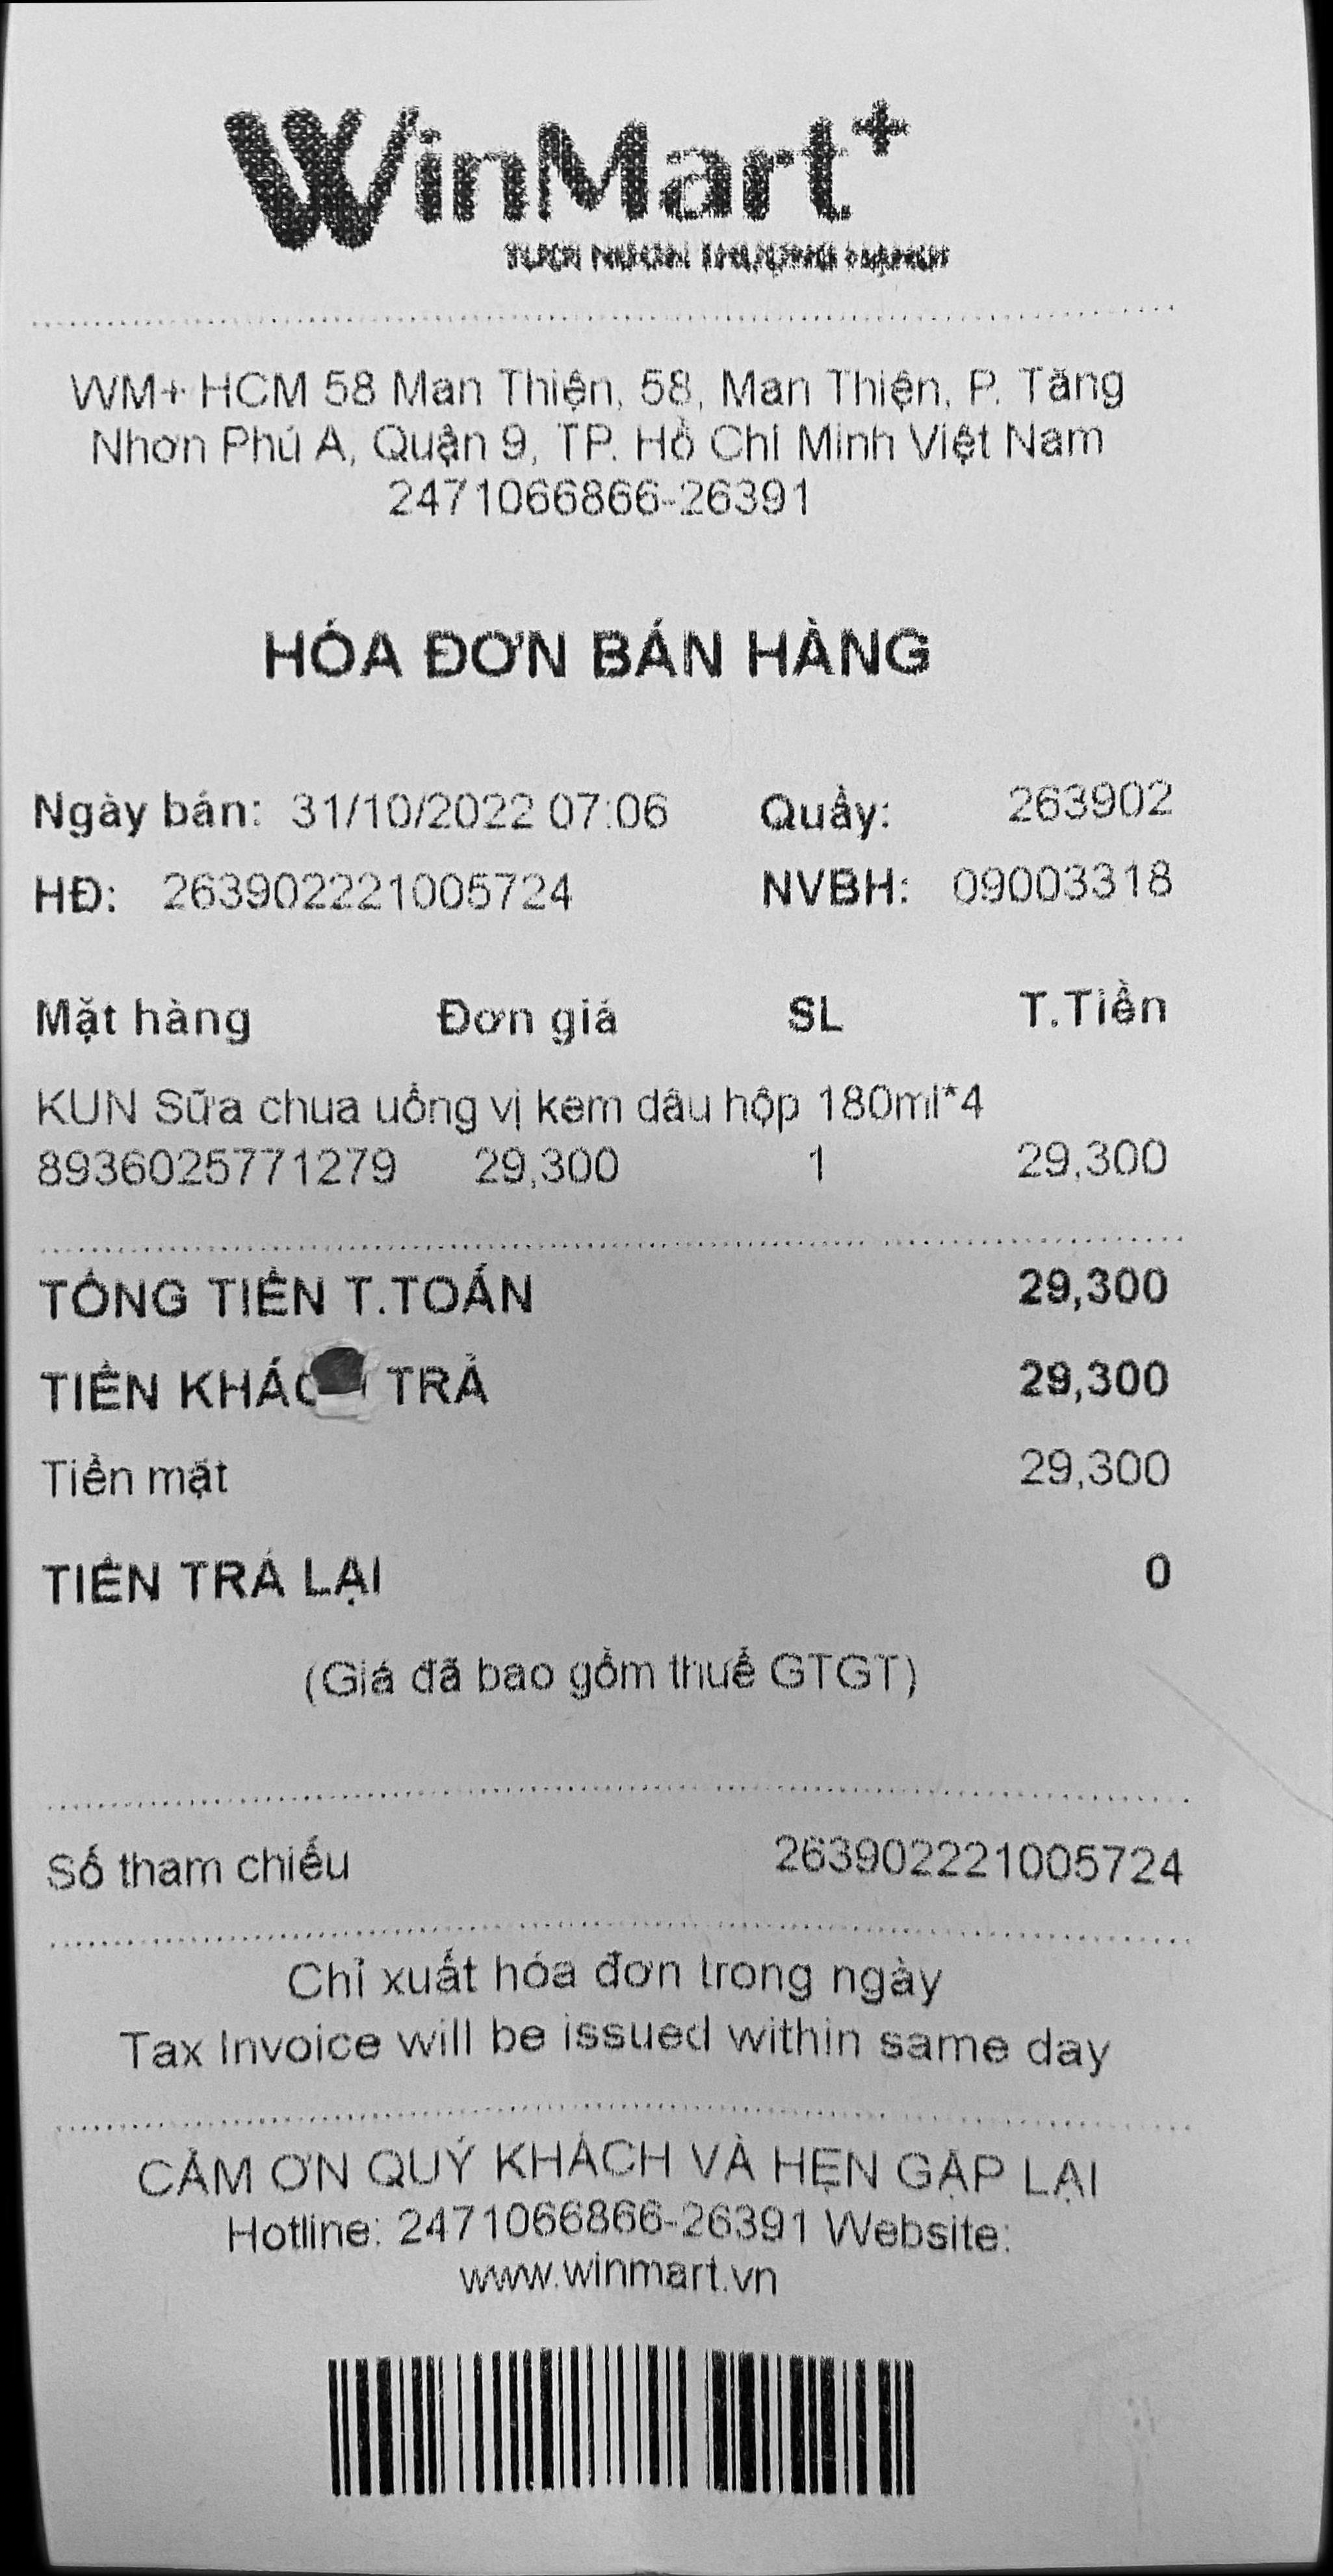 WinMart+
WM+ HCM 58 Man Thiện, 58, Man Thiện, P. Tăng
Nhơn Phú A, Quận 9, TP. Hồ Chí Minh Việt Nam
2471066866-26391
HÓA ĐƠN BÁN HÀNG
Ngày bán: 31/10/2022 07:06 Quầy: 263902
HĐ: 263902221005724 NVBH: 09003318
Mặt hàng Đơn giá SL T.Tiền
KUN Sữa chua uống vị kem dâu hộp 180ml*4
8936025771279 29,300 1 29,300
TỔNG TIỀN T.TOÁN 29,300
TIỀN TRẢ 29,300
Tiền mặt 29,300
TIỀN TRẢ LẠI 0
(Giá đã bao gồm thuế GTGT)
Số tham chiếu 263902221005724
Chỉ xuất hóa đơn trong ngày
Tax Invoice will be issued within same day
CẢM ƠN QUÝ KHÁCH VÀ HẸN GẶP LẠI
Hotline: 2471066866-26391 Website:
www.winmart.vn